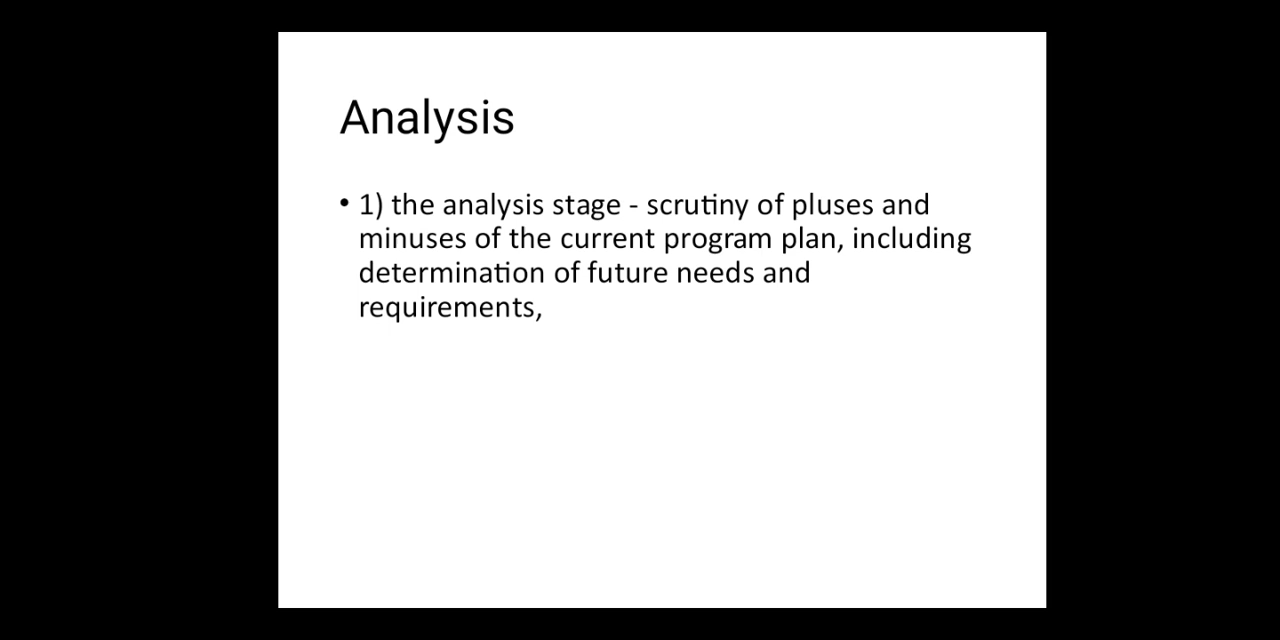 Analysis
• 1) the analysis stage - scrutiny of pluses and
minuses of the current program plan, including
determination of future needs and
requirements,